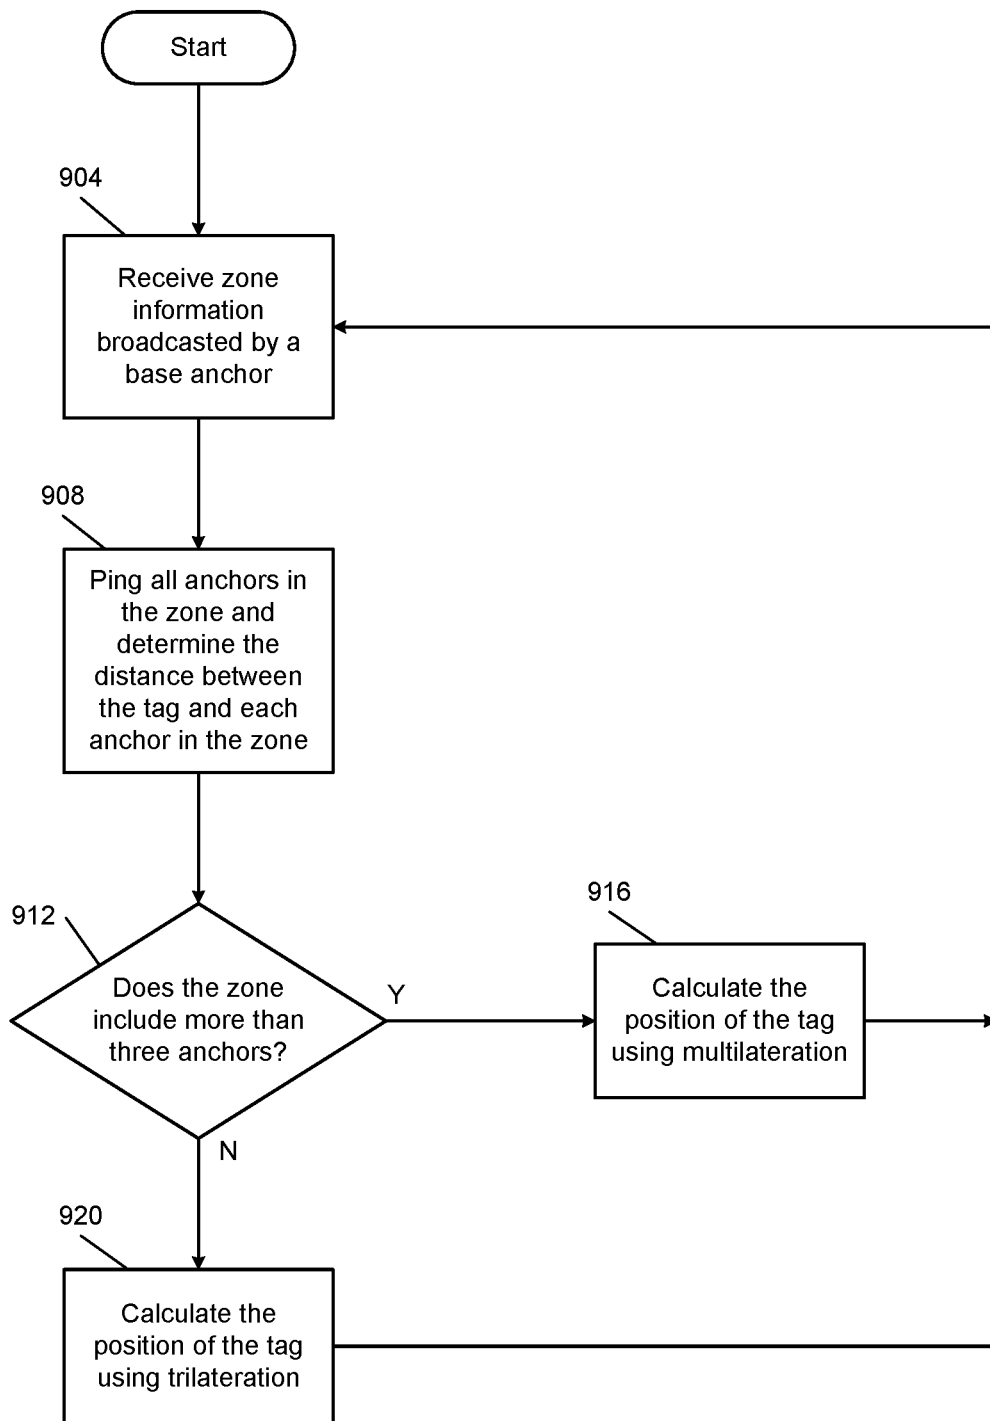 Start
904
Receive zone
information
broadcasted by a
base anchor
908
Ping all anchors in
the zone and
determine the
distance between
the tag and each
anchor in the zone
912
Does the zone
include more than
three anchors?
Y
916
Calculate the
position of the tag
using multilateration
N
920
Calculate the
position of the tag
using trilateration